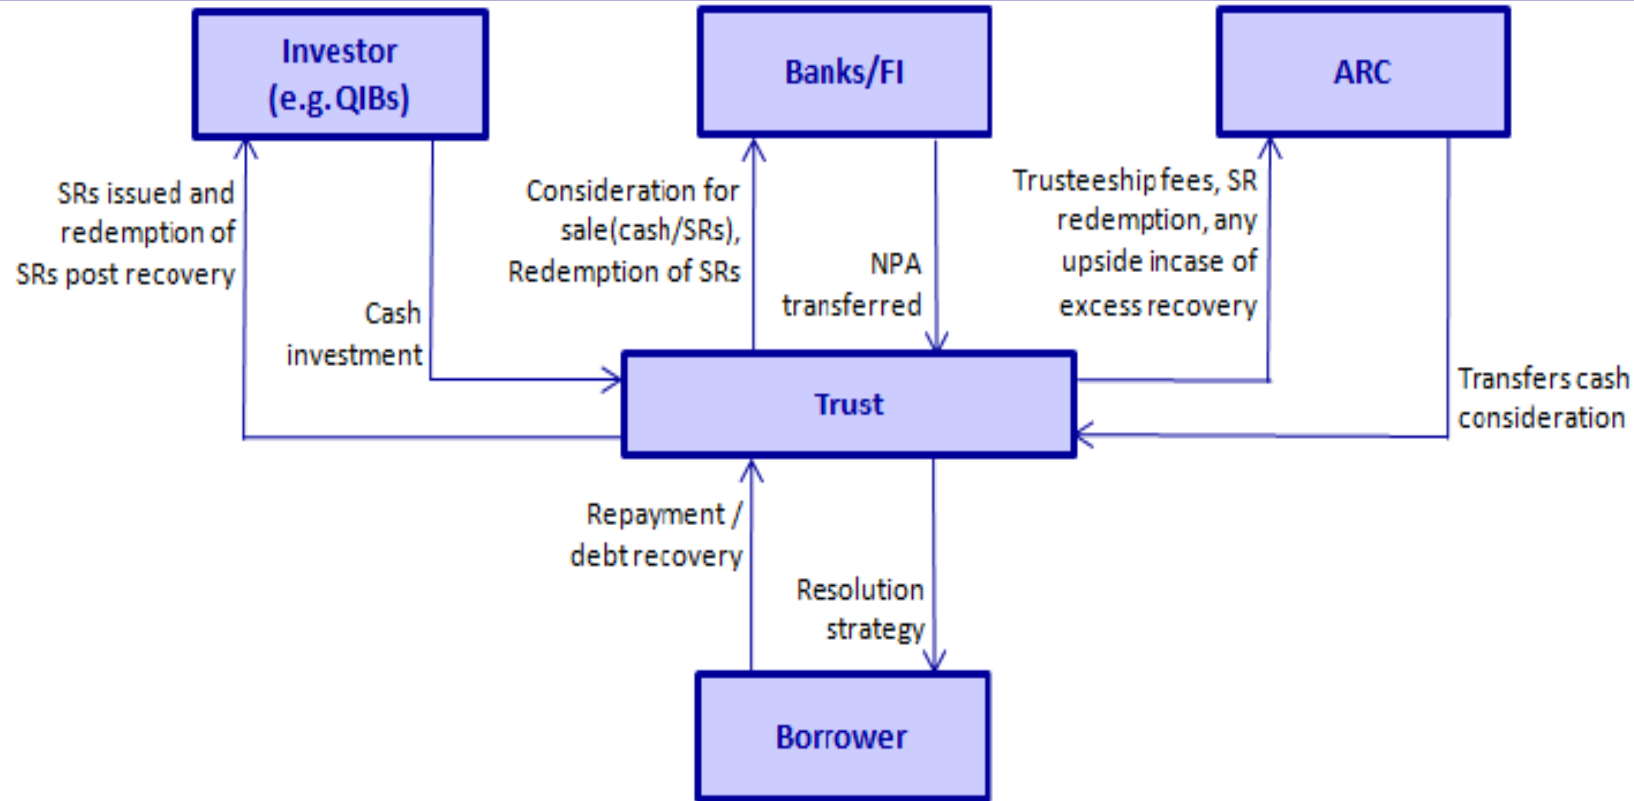 Investor
(e.g. QIBs)
Banks/FI
ARC
SRs issued and
redemption of
SRs post recovery
Cash
investment
Consideration for
sale(cash/SRs),
Redemption of SRs
NPA
transferred
Trusteeship fees, SR
redemption, any
upside incase of
excess recovery
Transfers cash
consideration
Trust
Repayment /
debt recovery
Resolution
strategy
Borrower